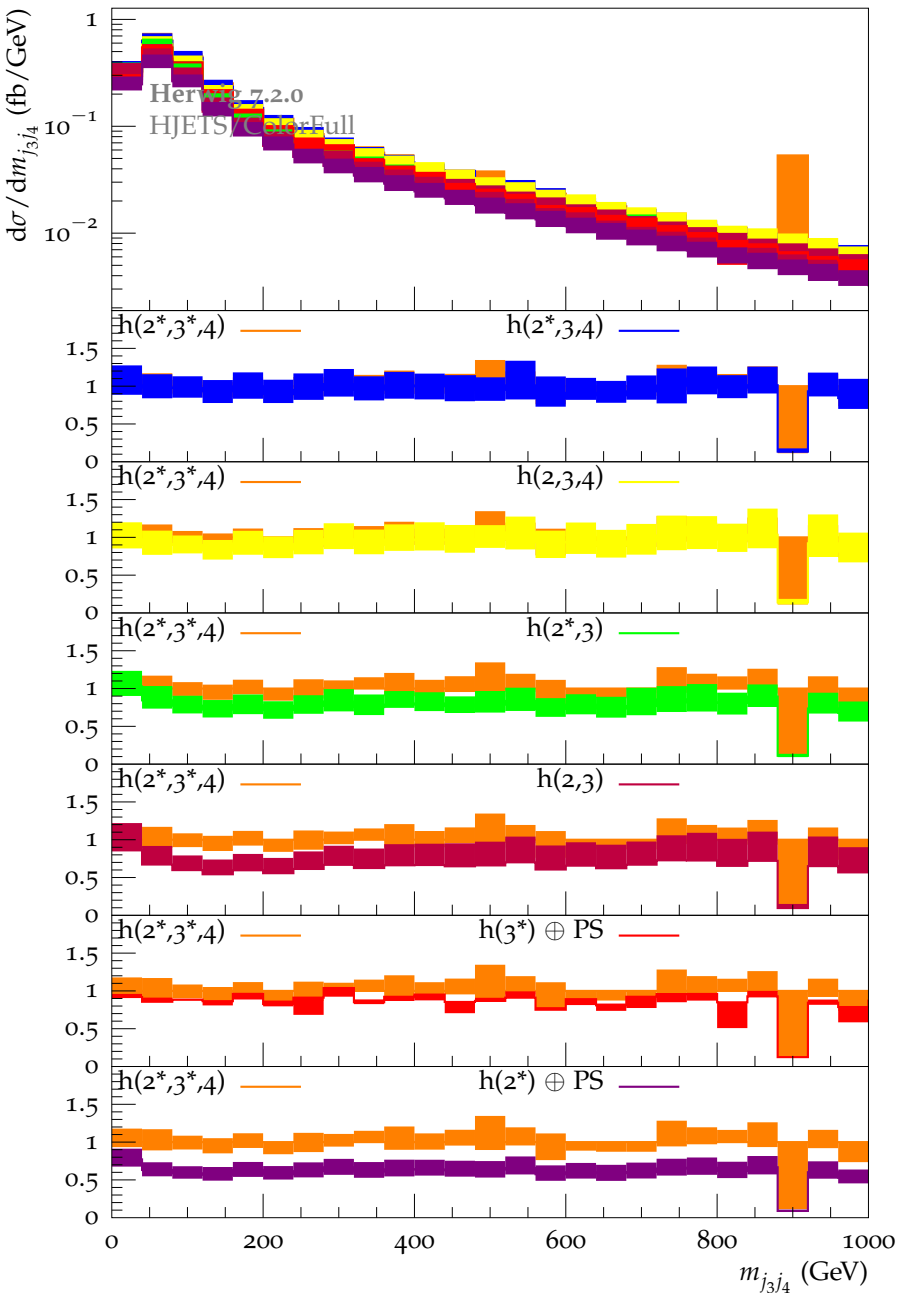 dσ/dm_{j₃j₄} (fb/GeV)
1
10⁻¹
10⁻²
Herwig 7.2.0
HJETS/ColorFull
h(2*,3*,4) h(2*,3,4)
1.5
1
0.5
0
h(2*,3*,4) h(2,3,4)
1.5
1
0.5
0
h(2*,3*,4) h(2*,3)
1.5
1
0.5
0
h(2*,3*,4) h(2,3)
1.5
1
0.5
0
h(2*,3*,4) h(3*) ⊕ PS
1.5
1
0.5
0
h(2*,3*,4) h(2*) ⊕ PS
1.5
1
0.5
0
0 200 400 600 800 1000
m_{j₃j₄} (GeV)